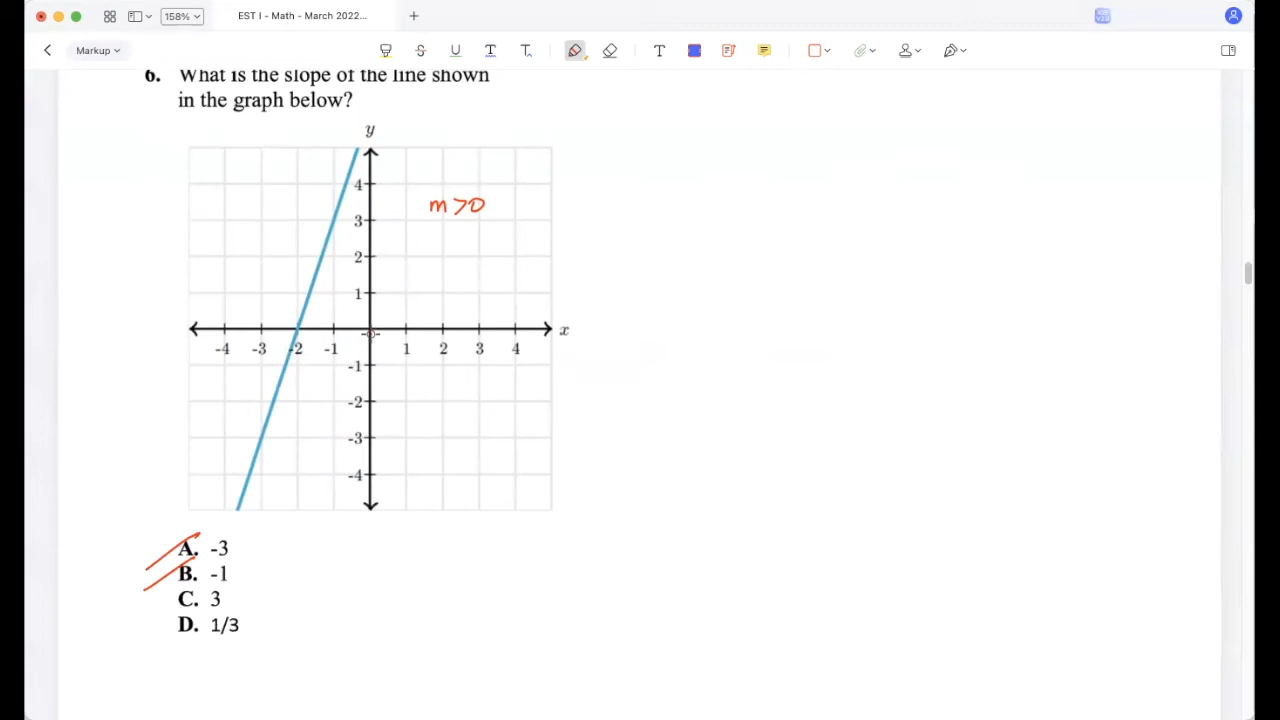 158%
EST I - Math - March 2022...
Markup
6. What is the slope of the line shown
in the graph below?
y
4
m >0
3
2
1
x
-4 -3 -2 -1 0 1 2 3 4
-1
-2
-3
-4
A. -3
B. -1
C. 3
D. 1/3